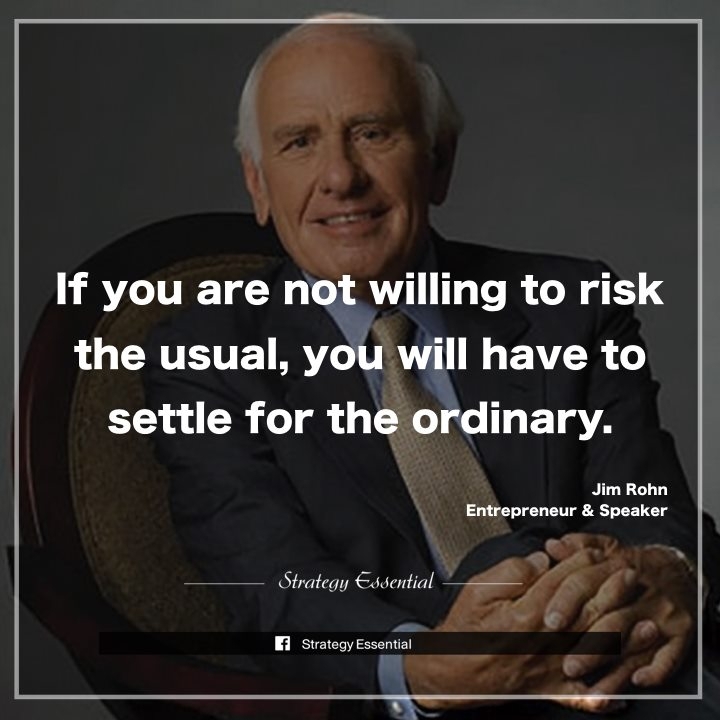 If you are not willing to risk
the usual, you will have to
settle for the ordinary.
Jim Rohn
Entrepreneur & Speaker
Strategy Essential
Strategy Essential